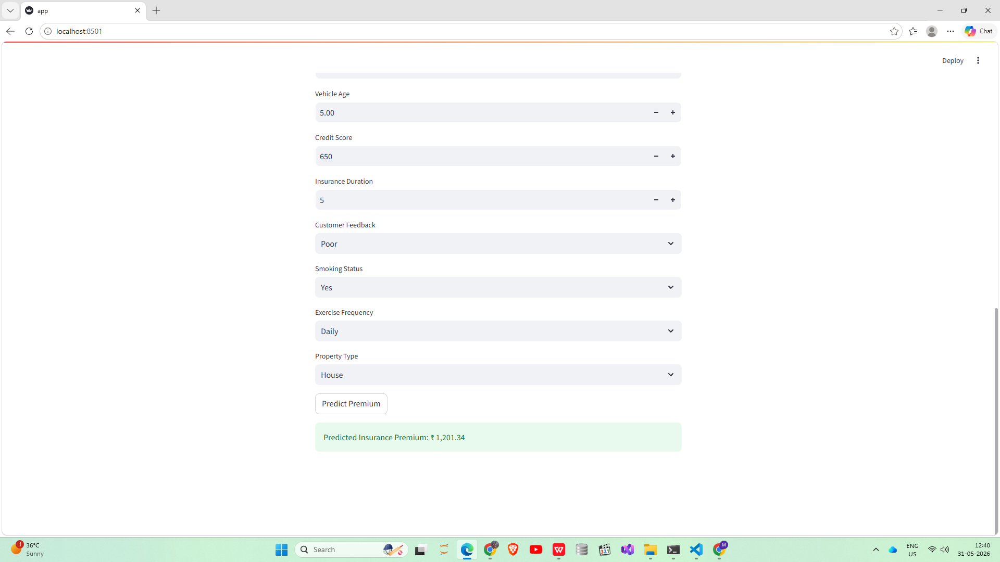 app
localhost:8501
Chat
Deploy
Vehicle Age
5.00
Credit Score
650
Insurance Duration
5
Customer Feedback
Poor
Smoking Status
Yes
Exercise Frequency
Daily
Property Type
House
Predict Premium
Predicted Insurance Premium: ₹ 1,201.34
1
36°C
Sunny
Search
321
M
ENG
US
12:40
31-05-2026